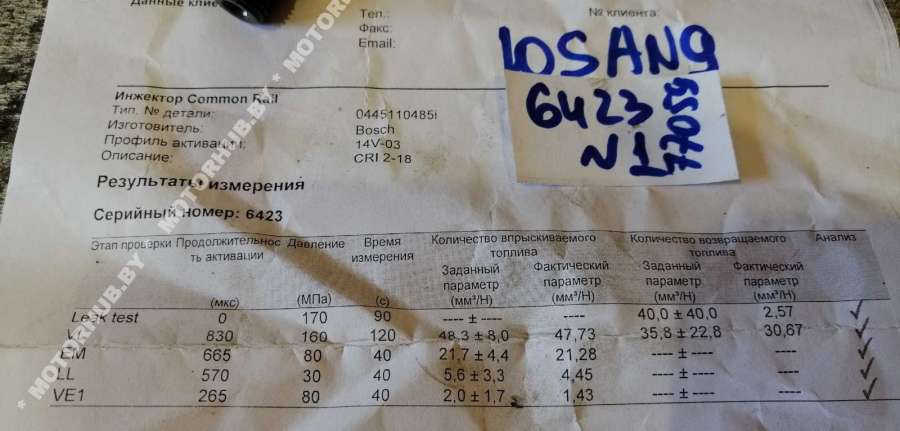 Данные клие
Тел.:
Факс:
Email:
№ клиента:
LOSANG
6423
N1
77055
Инжектор Common Rail
Тип. № детали: 0445110485i
Изготовитель: Bosch
Профиль активации: 14V-03
Описание: CRI 2-18
Результаты измерения
Серийный номер: 6423
Этап проверки Продолжительнос Давление Время Количество впрыскиваемого Количество возвращаемого Анализ
ть активации измерения топлива топлива
Заданный Фактический Заданный Фактический
параметр параметр параметр параметр
(мкс) (МПа) (с) (мм³/H) (мм³/H) (мм³/H) (мм³/H)
Leak test 0 170 90 ---- ± ---- ---- 40,0 ± 40,0 2,57
830 160 120 48,3 ± 8,0 47,73 35,8 ± 22,8 30,67
EM 665 80 40 21,7 ± 4,4 21,28 ---- ± ---- ----
LL 570 30 40 5,6 ± 3,3 4,45 ---- ± ---- ----
VE1 265 80 40 2,0 ± 1,7 1,43 ---- ± ---- ----
* MOTORHUB.BY * MOTORHUB.BY * MOTORHUB.BY